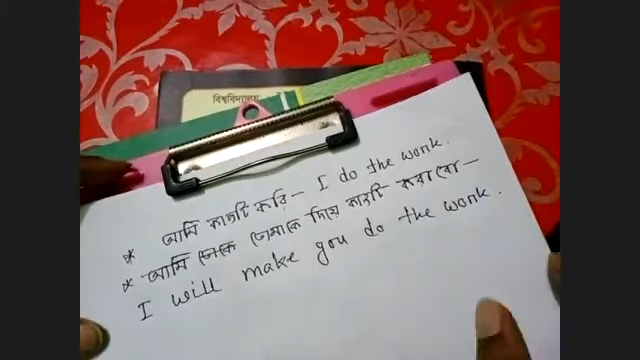 বিশ্ববিদ্যালয়
* আমি কাজটি করি - I do the work.
* আমি তোমাকে দিয়ে কাজটি করাবো -
I will make you do the work.